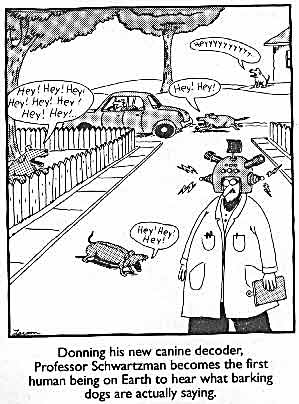 Heyyyyyyyyyy
Hey! Hey! Hey!
Hey! Hey! Hey!
Hey! Hey!
Hey! Hey!
Hey! Hey!
Hey!
Larson
Donning his new canine decoder,
Professor Schwartzman becomes the first
human being on Earth to hear what barking
dogs are actually saying.